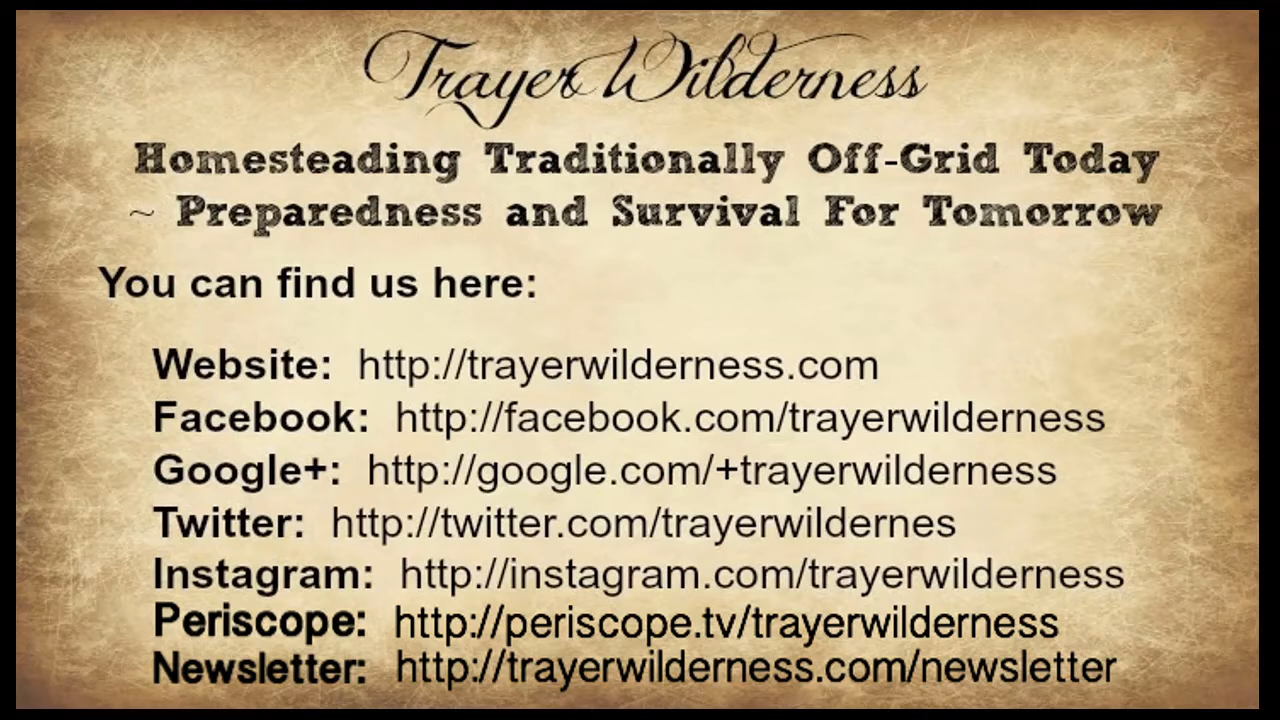 Trayer Wilderness
Homesteading Traditionally Off-Grid Today
~ Preparedness and Survival For Tomorrow
You can find us here:
Website: http://trayerwilderness.com
Facebook: http://facebook.com/trayerwilderness
Google+: http://google.com/+trayerwilderness
Twitter: http://twitter.com/trayerwildernes
Instagram: http://instagram.com/trayerwilderness
Periscope: http://periscope.tv/trayerwilderness
Newsletter: http://trayerwilderness.com/newsletter